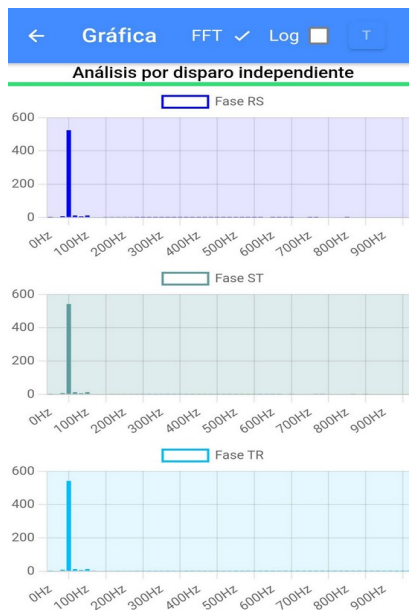 Gráfica FFT Log T
Análisis por disparo independiente
Fase RS
600
400
200
0
0Hz 100Hz 200Hz 300Hz 400Hz 500Hz 600Hz 700Hz 800Hz 900Hz
Fase ST
600
400
200
0
0Hz 100Hz 200Hz 300Hz 400Hz 500Hz 600Hz 700Hz 800Hz 900Hz
Fase TR
600
400
200
0
0Hz 100Hz 200Hz 300Hz 400Hz 500Hz 600Hz 700Hz 800Hz 900Hz